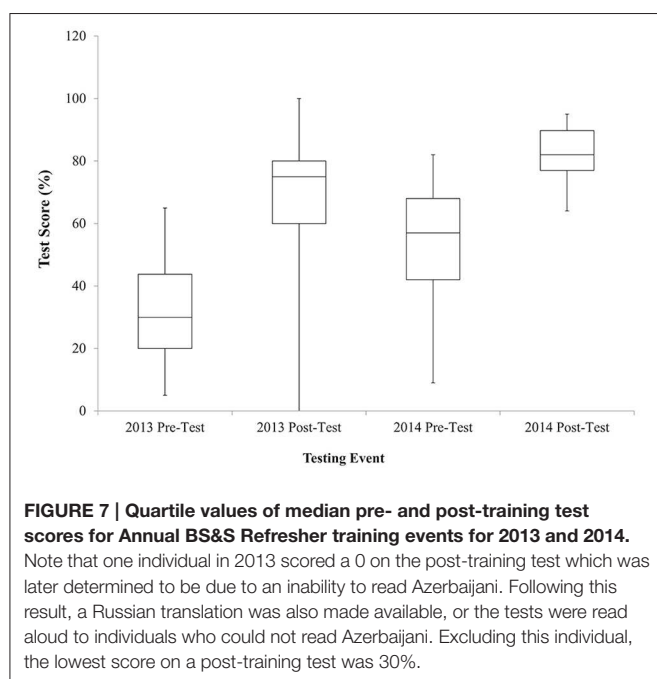 120
100
80
60
40
20
0
Test Score (%)
2013 Pre-Test 2013 Post-Test 2014 Pre-Test 2014 Post-Test
Testing Event
FIGURE 7 | Quartile values of median pre- and post-training test
scores for Annual BS&S Refresher training events for 2013 and 2014.
Note that one individual in 2013 scored a 0 on the post-training test which was
later determined to be due to an inability to read Azerbaijani. Following this
result, a Russian translation was also made available, or the tests were read
aloud to individuals who could not read Azerbaijani. Excluding this individual,
the lowest score on a post-training test was 30%.